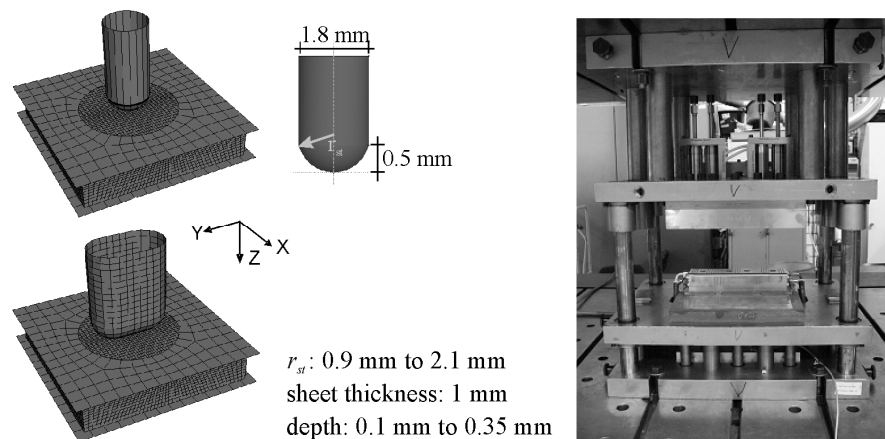 1.8 mm
r_st
0.5 mm
Y
Z
X
r_st: 0.9 mm to 2.1 mm
sheet thickness: 1 mm
depth: 0.1 mm to 0.35 mm
V
V
V
V